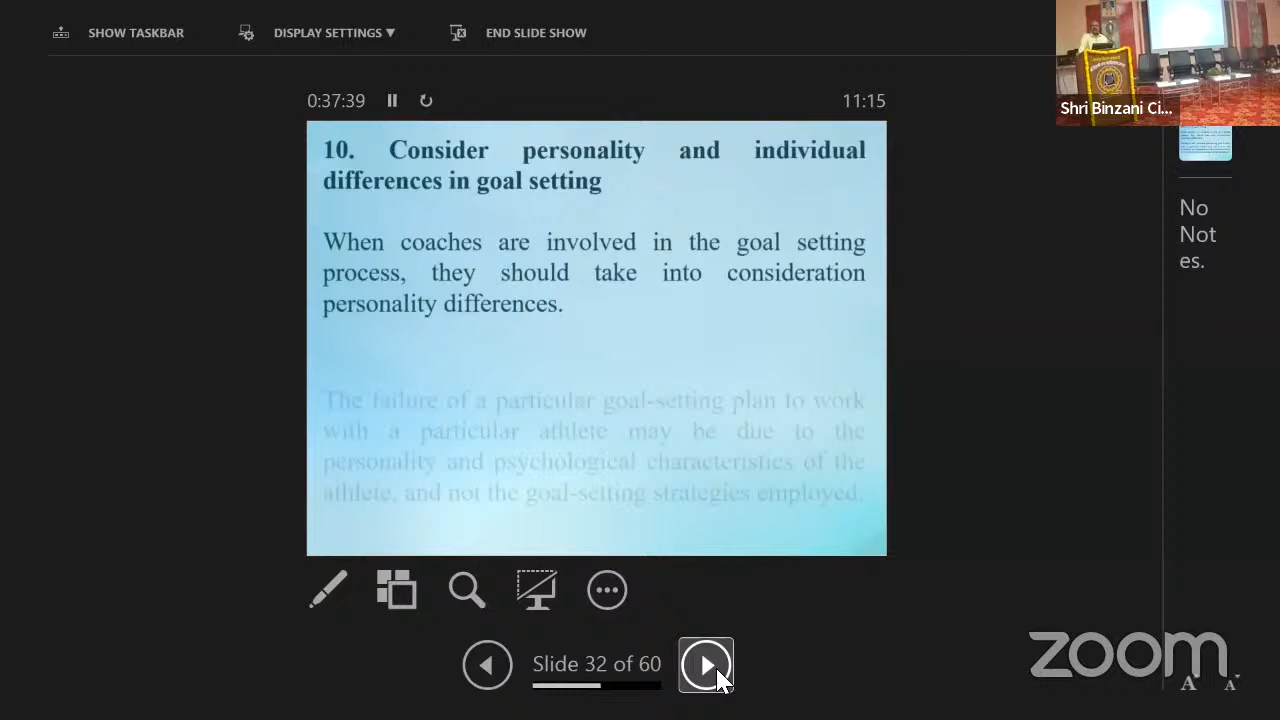 SHOW TASKBAR
DISPLAY SETTINGS ▼
END SLIDE SHOW
Shri Binzani Ci...
0:37:39
11:15
10. Consider personality and individual
differences in goal setting
When coaches are involved in the goal setting
process, they should take into consideration
personality differences.
The failure of a particular goal-setting plan to work
with a particular athlete may be due to the
personality and psychological characteristics of the
athlete, and not the goal-setting strategies employed.
No
Not
es.
Slide 32 of 60
zoom
A A